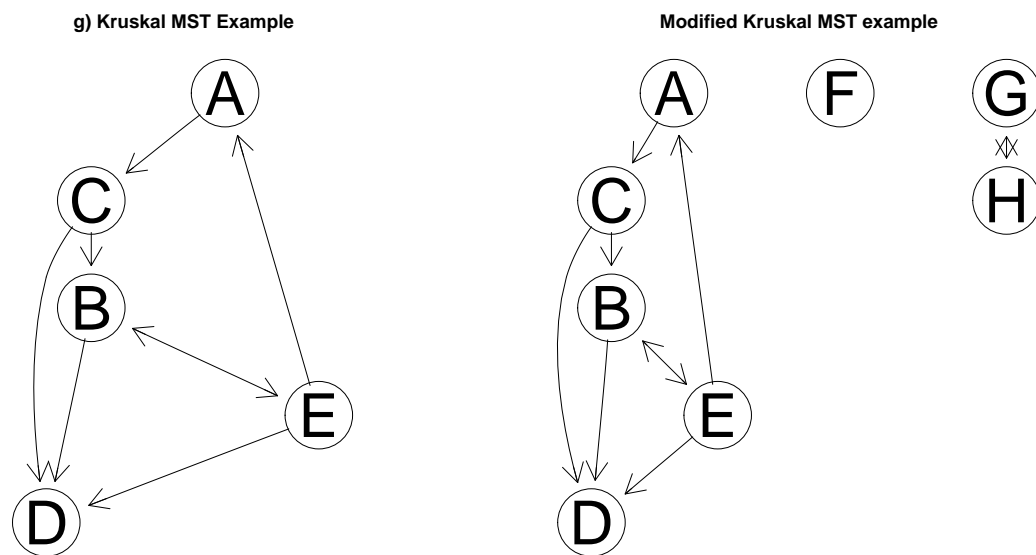 g) Kruskal MST Example
A
C
B
E
D
Modified Kruskal MST example
A F G
C H
B
E
D